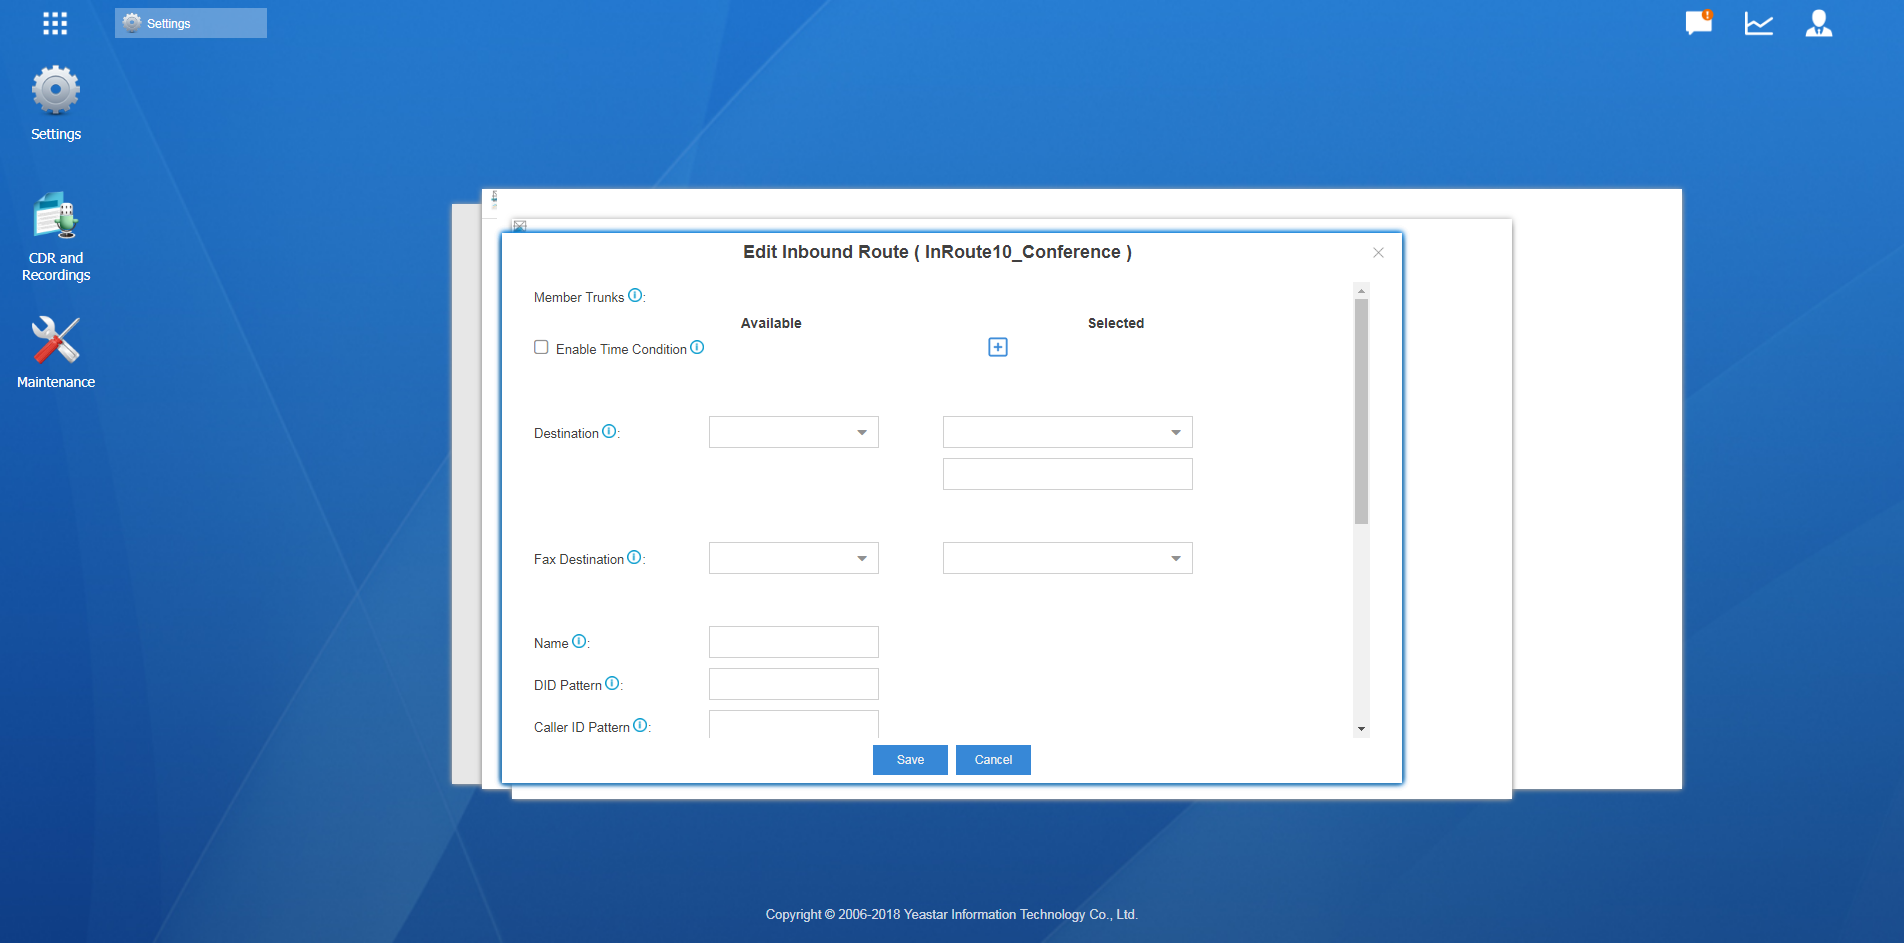 Settings
Settings
CDR and
Recordings
Maintenance
Edit Inbound Route ( InRoute10_Conference )
Member Trunks :
Available
Selected
Enable Time Condition
Destination :
Fax Destination :
Name :
DID Pattern :
Caller ID Pattern :
Save
Cancel
Copyright © 2006-2018 Yeastar Information Technology Co., Ltd.